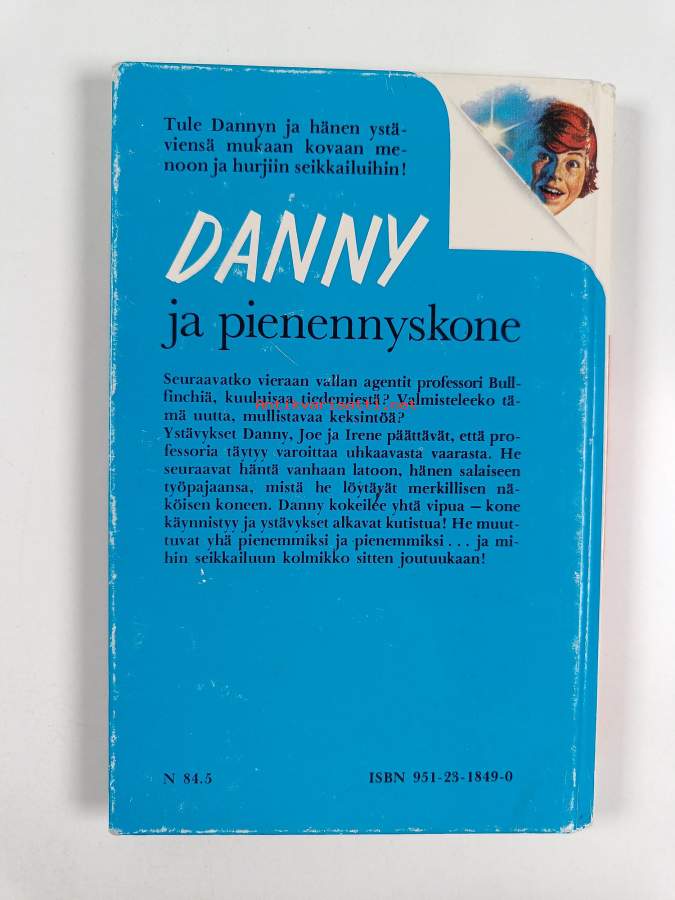 Tule Dannyn ja hänen ystä-
viensä mukaan kovaan me-
noon ja hurjiin seikkailuihin!
DANNY
ja pienennyskone
Seuraavatko vieraan vallan agentit professori Bull-
finchiä, kuuluisaa tiedemiestä? Valmisteleeko tä-
mä uutta, mullistavaa keksintöä?
Antikvariaatti.net
Ystävykset Danny, Joe ja Irene päättävät, että pro-
fessoria täytyy varoittaa uhkaavasta vaarasta. He
seuraavat häntä vanhaan latoon, hänen salaiseen
työpajaansa, mistä he löytävät merkillisen nä-
köisen koneen. Danny kokeilee yhtä vipua – kone
käynnistyy ja ystävykset alkavat kutistua! He muut-
tuvat yhä pienemmiksi ja pienemmiksi . . . ja mi-
hin seikkailuun kolmikko sitten joutuukaan!
N 84.5
ISBN 951-23-1849-0